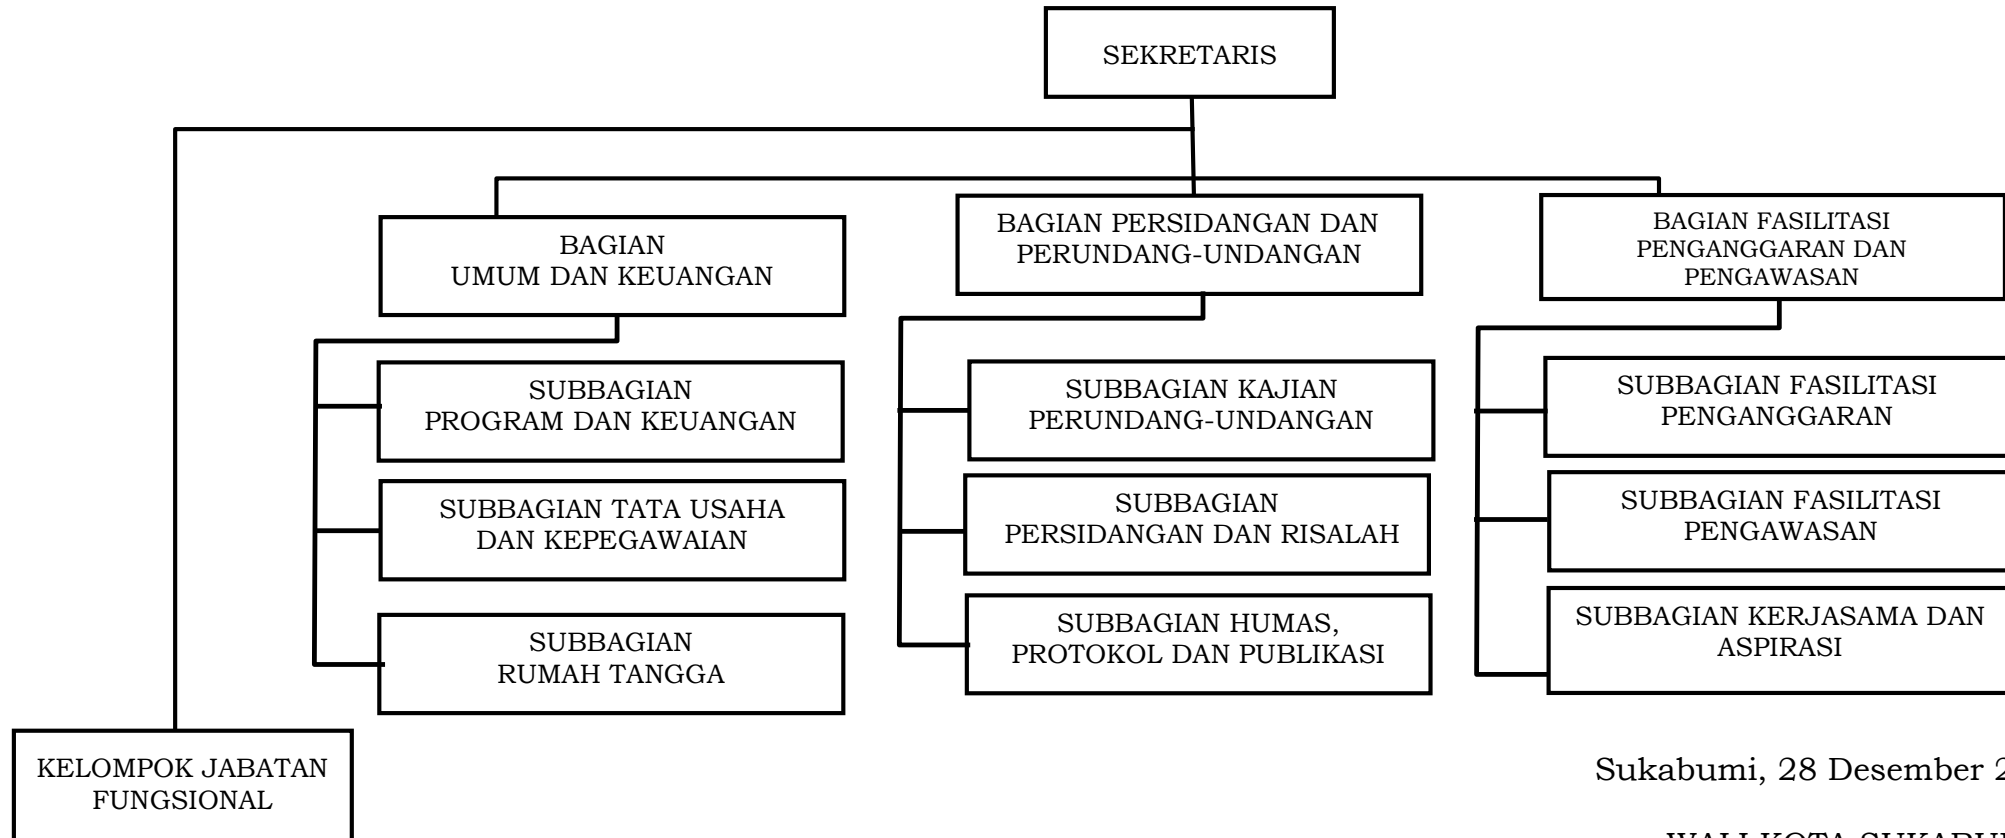 SEKRETARIS
BAGIAN
UMUM DAN KEUANGAN
BAGIAN PERSIDANGAN DAN
PERUNDANG-UNDANGAN
BAGIAN FASILITASI
PENGANGGARAN DAN
PENGAWASAN
SUBBAGIAN
PROGRAM DAN KEUANGAN
SUBBAGIAN TATA USAHA
DAN KEPEGAWAIAN
SUBBAGIAN
RUMAH TANGGA
SUBBAGIAN KAJIAN
PERUNDANG-UNDANGAN
SUBBAGIAN
PERSIDANGAN DAN RISALAH
SUBBAGIAN HUMAS,
PROTOKOL DAN PUBLIKASI
SUBBAGIAN FASILITASI
PENGANGGARAN
SUBBAGIAN FASILITASI
PENGAWASAN
SUBBAGIAN KERJASAMA DAN
ASPIRASI
KELOMPOK JABATAN
FUNGSIONAL
Sukabumi, 28 Desember
WALI KOTA